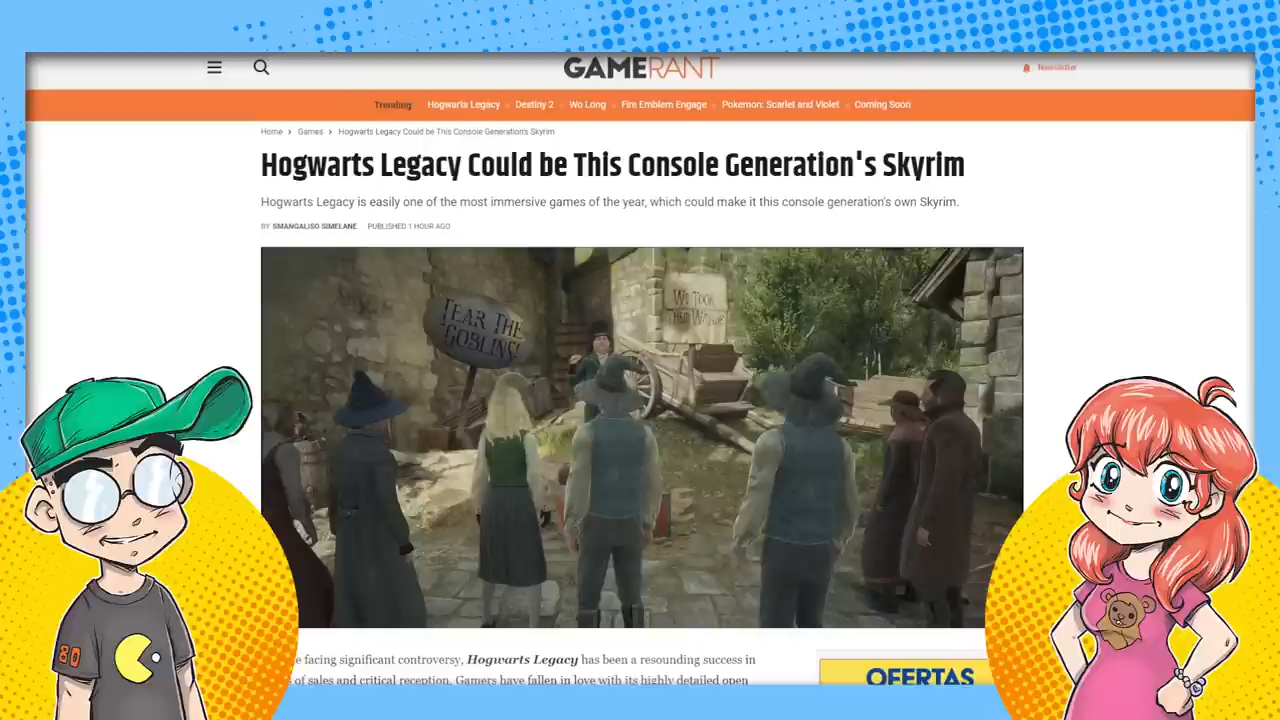 GAMERANT
Newsletter
Trending Hogwarts Legacy Destiny 2 Wo Long Fire Emblem Engage Pokemon: Scarlet and Violet Coming Soon
Home > Games > Hogwarts Legacy Could be This Console Generation's Skyrim
Hogwarts Legacy Could be This Console Generation's Skyrim
Hogwarts Legacy is easily one of the most immersive games of the year, which could make it this console generation's own Skyrim.
BY SMANGALISO SIMELANE PUBLISHED 1 HOUR AGO
FEAR THE
GOBLINS!
WE TOOK
THEIR
e facing significant controversy, Hogwarts Legacy has been a resounding success in
of sales and critical reception. Gamers have fallen in love with its highly detailed open
OFERTAS
80